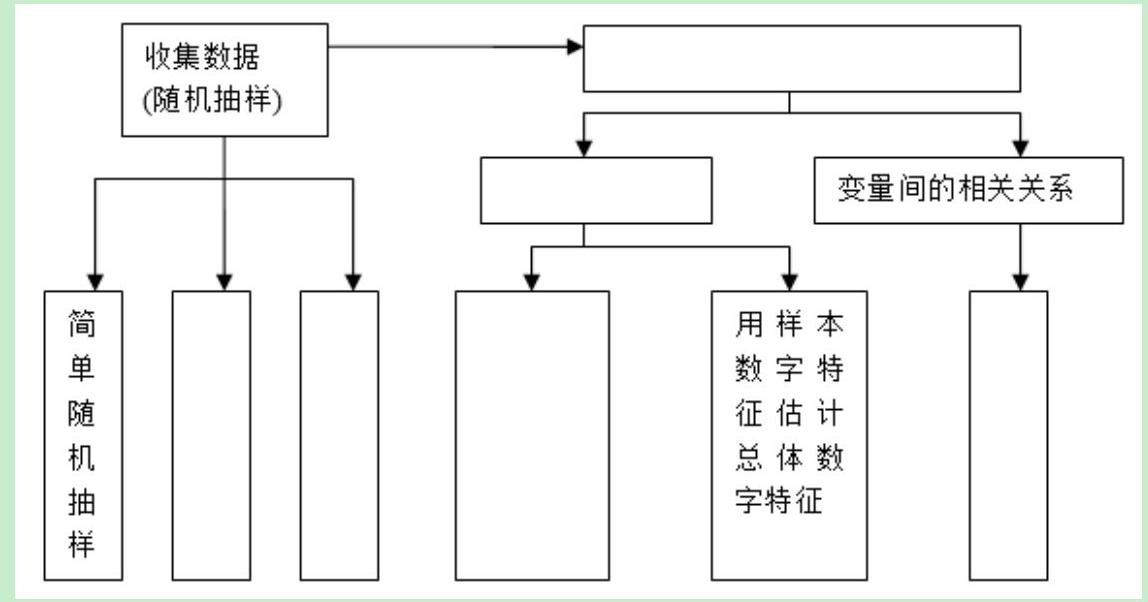 收集数据
(随机抽样)
变量间的相关关系
简
单
随
机
抽
样
用样本
数字特
征估计
总体数
字特征